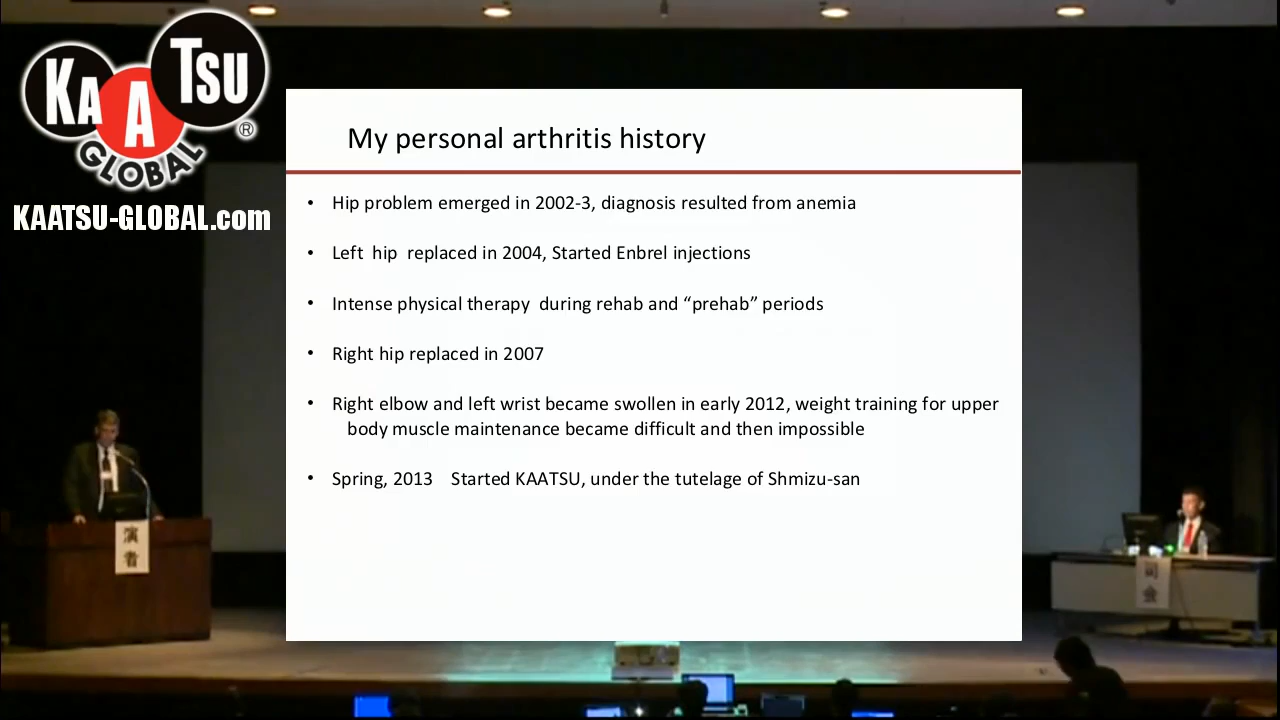 KAATSU®
GLOBAL
KAATSU-GLOBAL.com
My personal arthritis history
• Hip problem emerged in 2002-3, diagnosis resulted from anemia
• Left hip replaced in 2004, Started Enbrel injections
• Intense physical therapy during rehab and “prehab” periods
• Right hip replaced in 2007
• Right elbow and left wrist became swollen in early 2012, weight training for upper
body muscle maintenance became difficult and then impossible
• Spring, 2013 Started KAATSU, under the tutelage of Shmizu-san
演者
司会